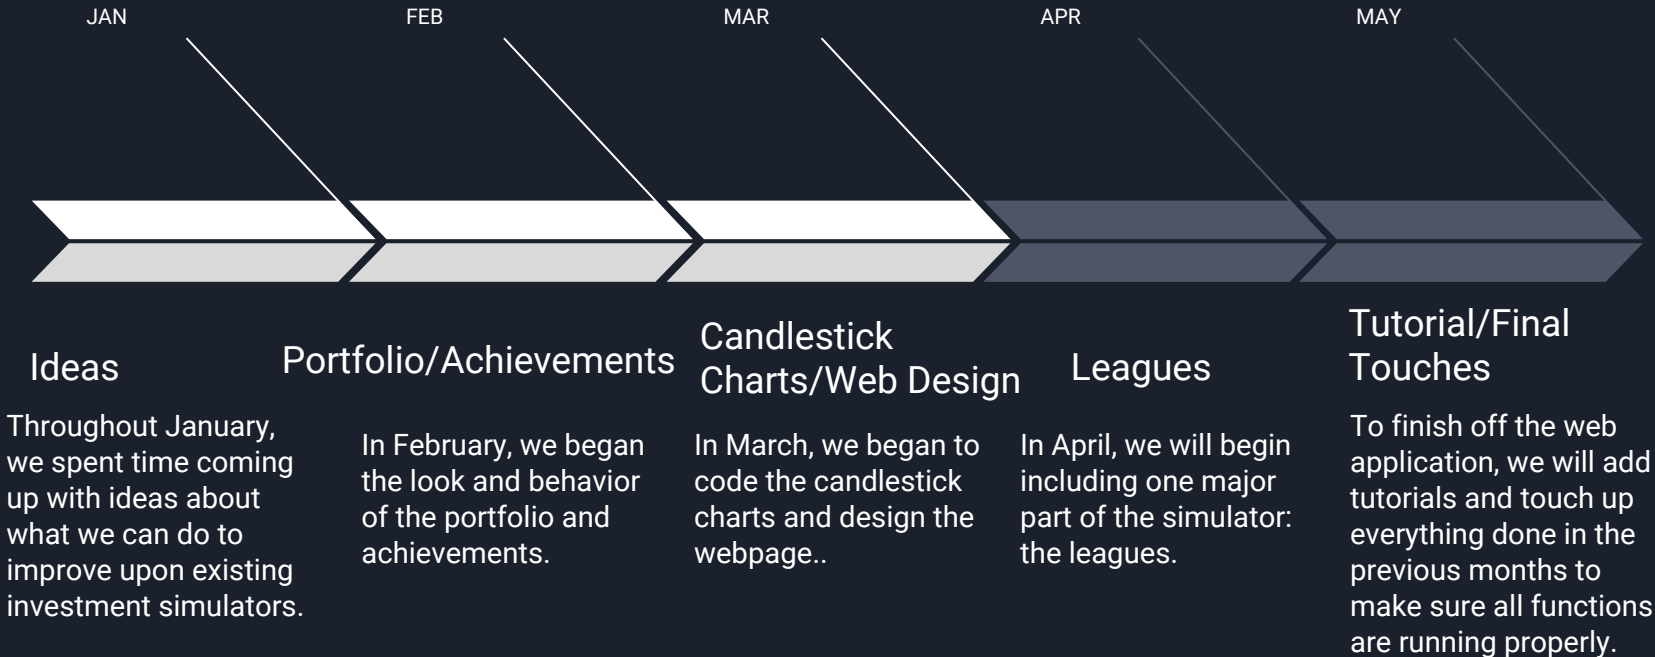 JAN
FEB
MAR
APR
MAY
Ideas
Throughout January,
we spent time coming
up with ideas about
what we can do to
improve upon existing
investment simulators.
Portfolio/Achievements
In February, we began
the look and behavior
of the portfolio and
achievements.
Candlestick
Charts/Web Design
In March, we began to
code the candlestick
charts and design the
webpage..
Leagues
In April, we will begin
including one major
part of the simulator:
the leagues.
Tutorial/Final
Touches
To finish off the web
application, we will add
tutorials and touch up
everything done in the
previous months to
make sure all functions
are running properly.